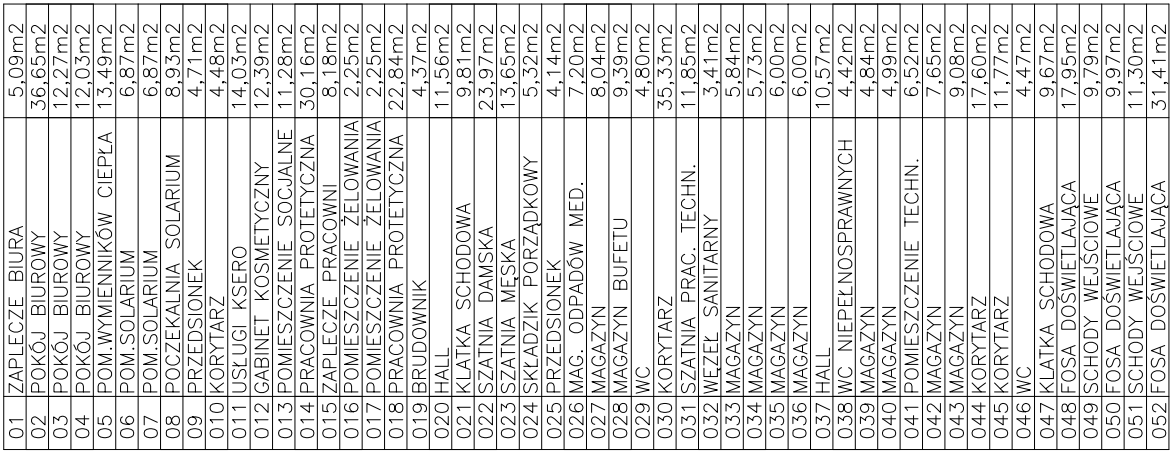 01 ZAPLECZE BIURA 5,09m2
02 POKÓJ BIUROWY 36,65m2
03 POKÓJ BIUROWY 12,27m2
04 POKÓJ BIUROWY 12,03m2
05 POM.WYMIENNIKÓW CIEPŁA 13,49m2
06 POM.SOLARIUM 6,87m2
07 POM.SOLARIUM 6,87m2
08 POCZEKALNIA SOLARIUM 8,93m2
09 PRZEDSIONEK 4,71m2
010 KORYTARZ 4,48m2
011 USŁUGI KSERO 14,03m2
012 GABINET KOSMETYCZNY 12,39m2
013 POMIESZCZENIE SOCJALNE 11,28m2
014 PRACOWNIA PROTETYCZNA 30,16m2
015 ZAPLECZE PRACOWNI 8,18m2
016 POMIESZCZENIE ŻELOWANIA 2,25m2
017 POMIESZCZENIE ŻELOWANIA 2,25m2
018 PRACOWNIA PROTETYCZNA 22,84m2
019 BRUDOWNIK 4,37m2
020 HALL 11,56m2
021 KLATKA SCHODOWA 9,81m2
022 SZATNIA DAMSKA 23,97m2
023 SZATNIA MĘSKA 13,65m2
024 SKŁADZIK PORZĄDKOWY 5,32m2
025 PRZEDSIONEK 4,14m2
026 MAG. ODPADÓW MED. 7,20m2
027 MAGAZYN 8,04m2
028 MAGAZYN BUFETU 9,39m2
029 WC 4,80m2
030 KORYTARZ 35,33m2
031 SZATNIA PRAC. TECHN. 11,85m2
032 WĘZEŁ SANITARNY 3,41m2
033 MAGAZYN 5,84m2
034 MAGAZYN 5,73m2
035 MAGAZYN 6,00m2
036 MAGAZYN 6,00m2
037 HALL 10,57m2
038 WC NIEPEŁNOSPRAWNYCH 4,42m2
039 MAGAZYN 4,84m2
040 MAGAZYN 4,99m2
041 POMIESZCZENIE TECHN. 6,52m2
042 MAGAZYN 7,65m2
043 MAGAZYN 9,08m2
044 KORYTARZ 17,60m2
045 KORYTARZ 11,77m2
046 WC 4,47m2
047 KLATKA SCHODOWA 9,67m2
048 FOSA DOŚWIETLAJĄCA 17,95m2
049 SCHODY WEJŚCIOWE 9,79m2
050 FOSA DOŚWIETLAJĄCA 9,97m2
051 SCHODY WEJŚCIOWE 11,30m2
052 FOSA DOŚWIETLAJĄCA 31,41m2